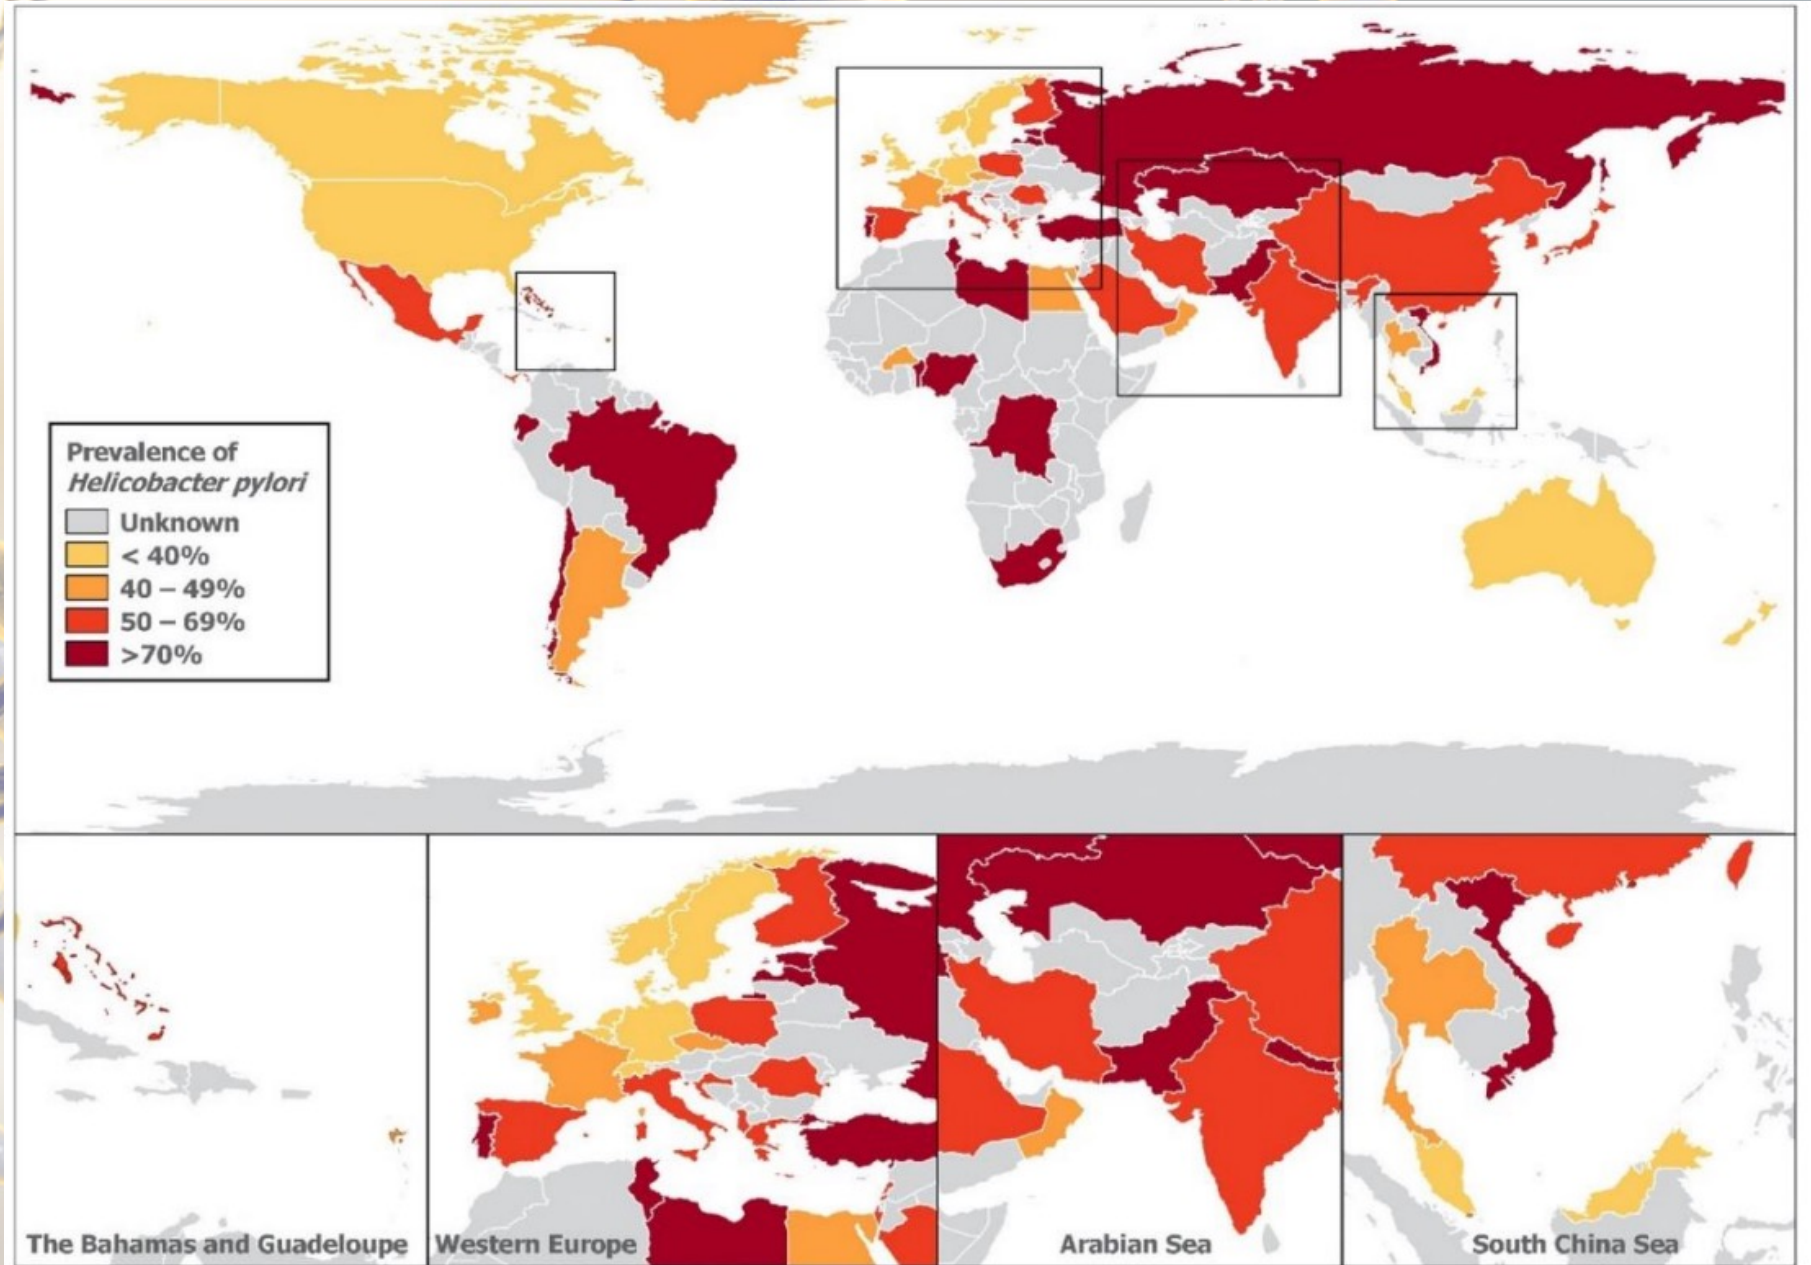 Prevalence of
Helicobacter pylori
Unknown
< 40%
40 – 49%
50 – 69%
>70%
The Bahamas and Guadeloupe
Western Europe
Arabian Sea
South China Sea